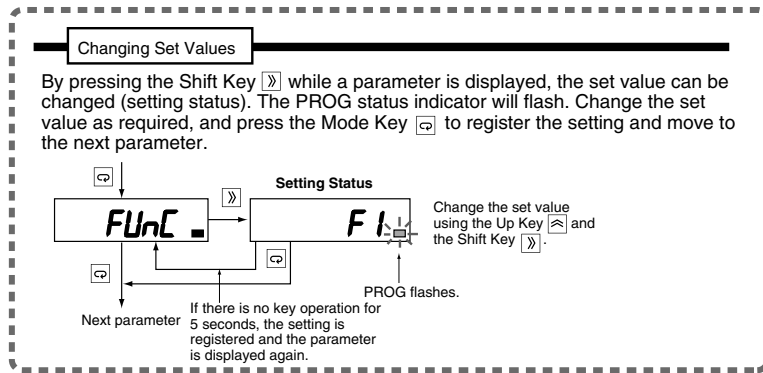 Changing Set Values
By pressing the Shift Key while a parameter is displayed, the set value can be
changed (setting status). The PROG status indicator will flash. Change the set
value as required, and press the Mode Key to register the setting and move to
the next parameter.
Setting Status
FUnC
F1
Change the set value
using the Up Key and
the Shift Key .
PROG flashes.
Next parameter
If there is no key operation for
5 seconds, the setting is
registered and the parameter
is displayed again.